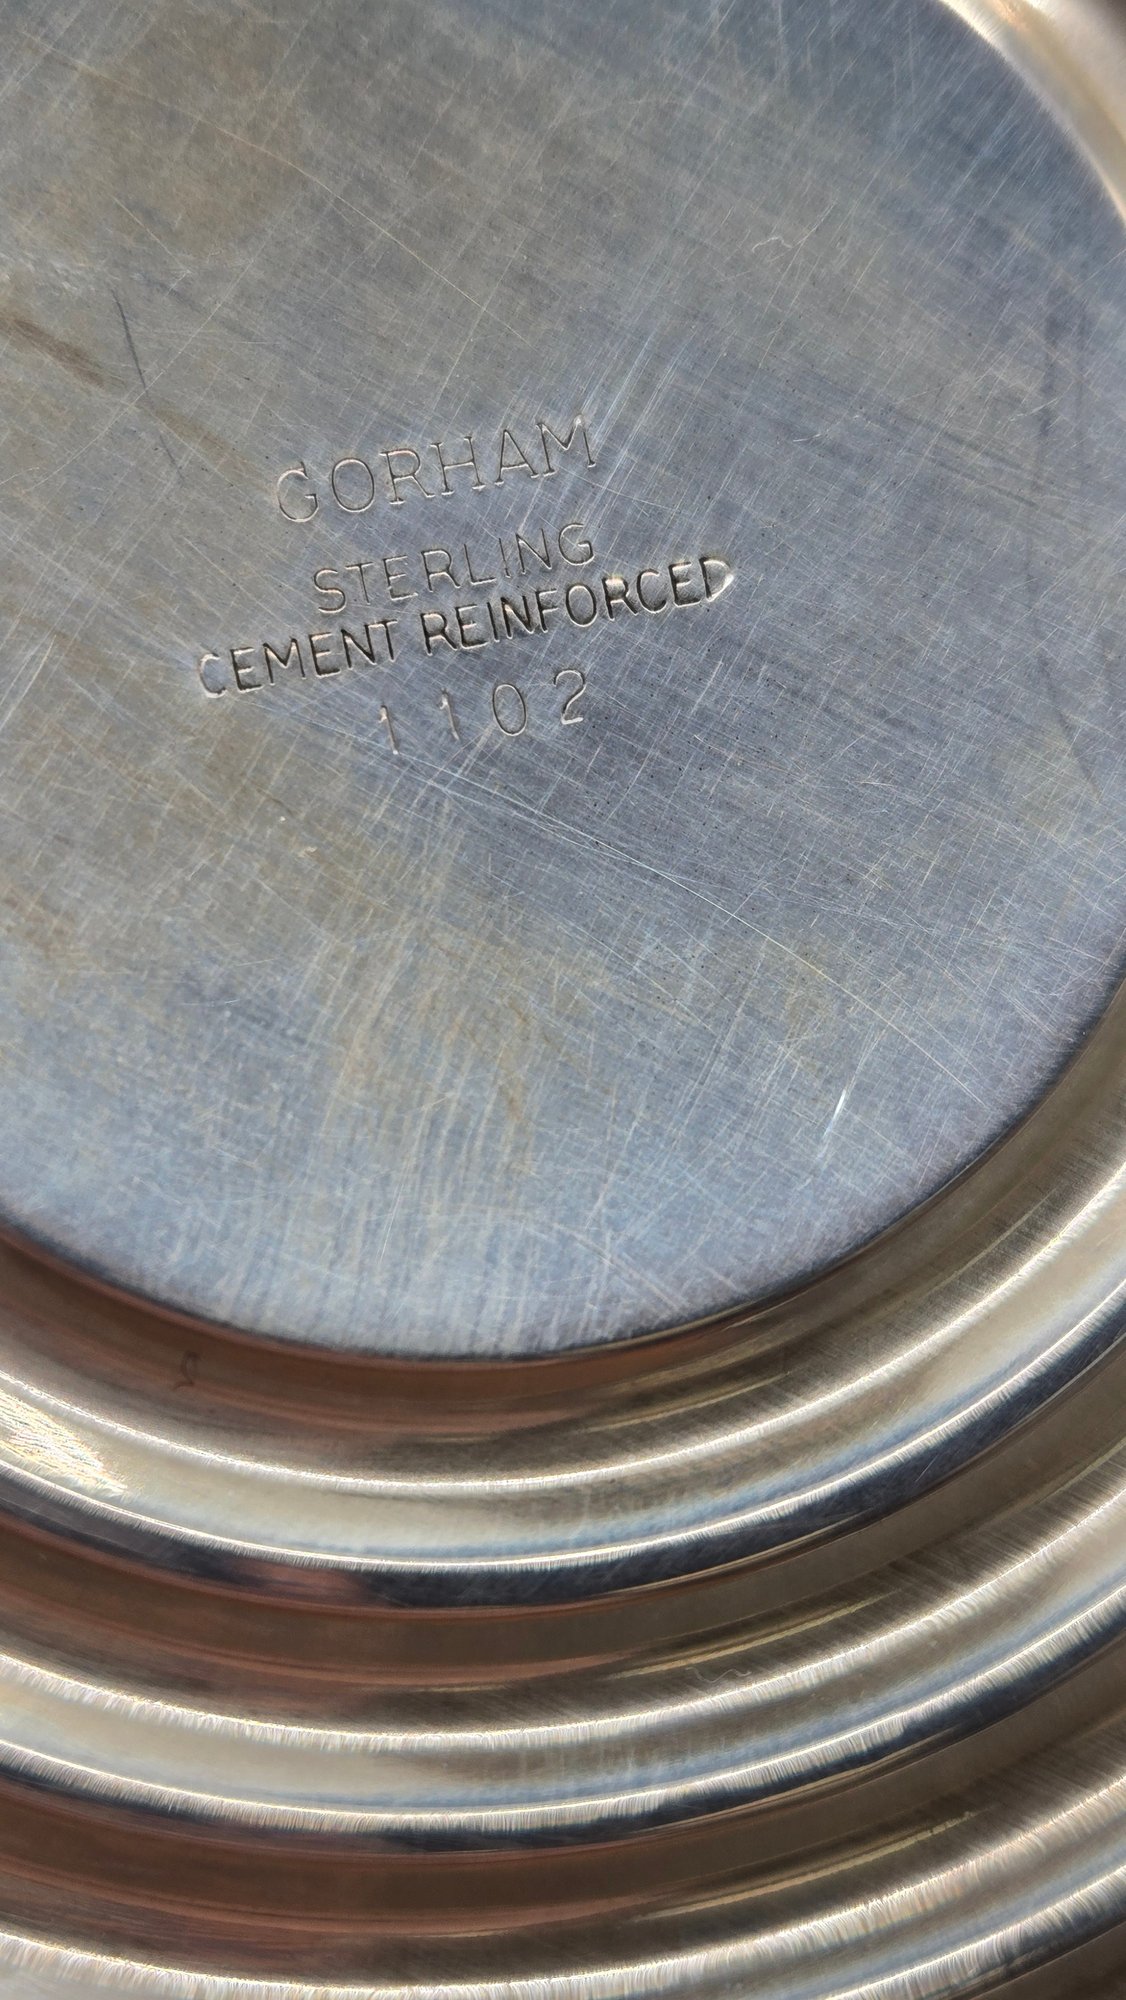 GORHAM
STERLING
CEMENT REINFORCED
1102